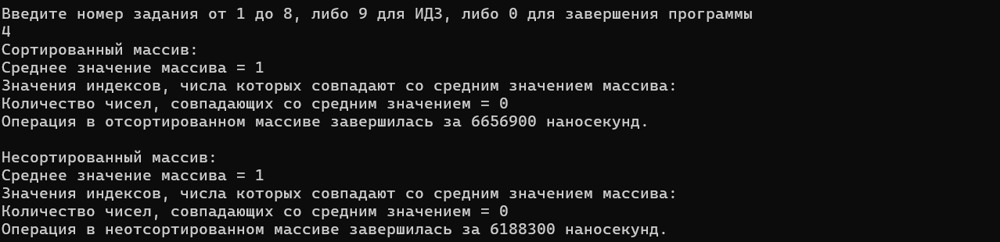 Введите номер задания от 1 до 8, либо 9 для ИДЗ, либо 0 для завершения программы
4
Сортированный массив:
Среднее значение массива = 1
Значения индексов, числа которых совпадают со средним значением массива:
Количество чисел, совпадающих со средним значением = 0
Операция в отсортированном массиве завершилась за 6656900 наносекунд.
Несортированный массив:
Среднее значение массива = 1
Значения индексов, числа которых совпадают со средним значением массива:
Количество чисел, совпадающих со средним значением = 0
Операция в неотсортированном массиве завершилась за 6188300 наносекунд.